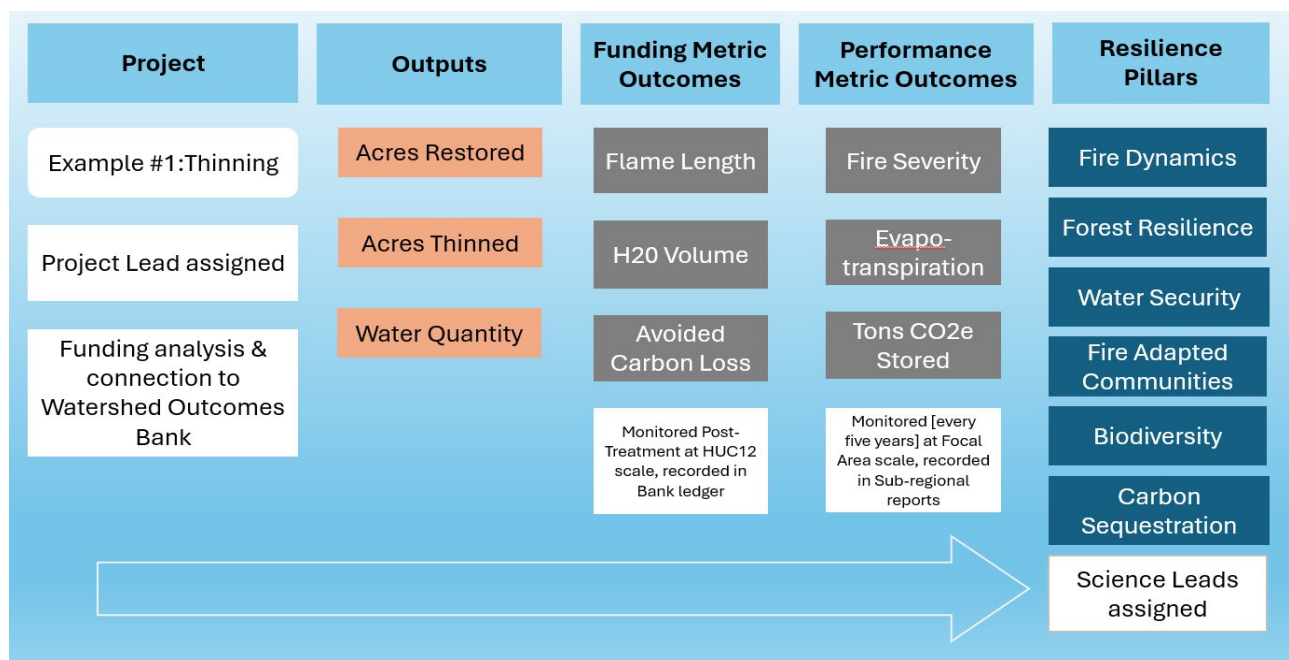 Project
Example #1:Thinning
Project Lead assigned
Funding analysis &
connection to
Watershed Outcomes
Bank
Outputs
Acres Restored
Acres Thinned
Water Quantity
Funding Metric
Outcomes
Flame Length
H20 Volume
Avoided
Carbon Loss
Monitored Post-
Treatment at HUC12
scale, recorded in
Bank ledger
Performance
Metric Outcomes
Fire Severity
Evapo-
transpiration
Tons CO2e
Stored
Monitored [every
five years] at Focal
Area scale, recorded
in Sub-regional
reports
Resilience
Pillars
Fire Dynamics
Forest Resilience
Water Security
Fire Adapted
Communities
Biodiversity
Carbon
Sequestration
Science Leads
assigned